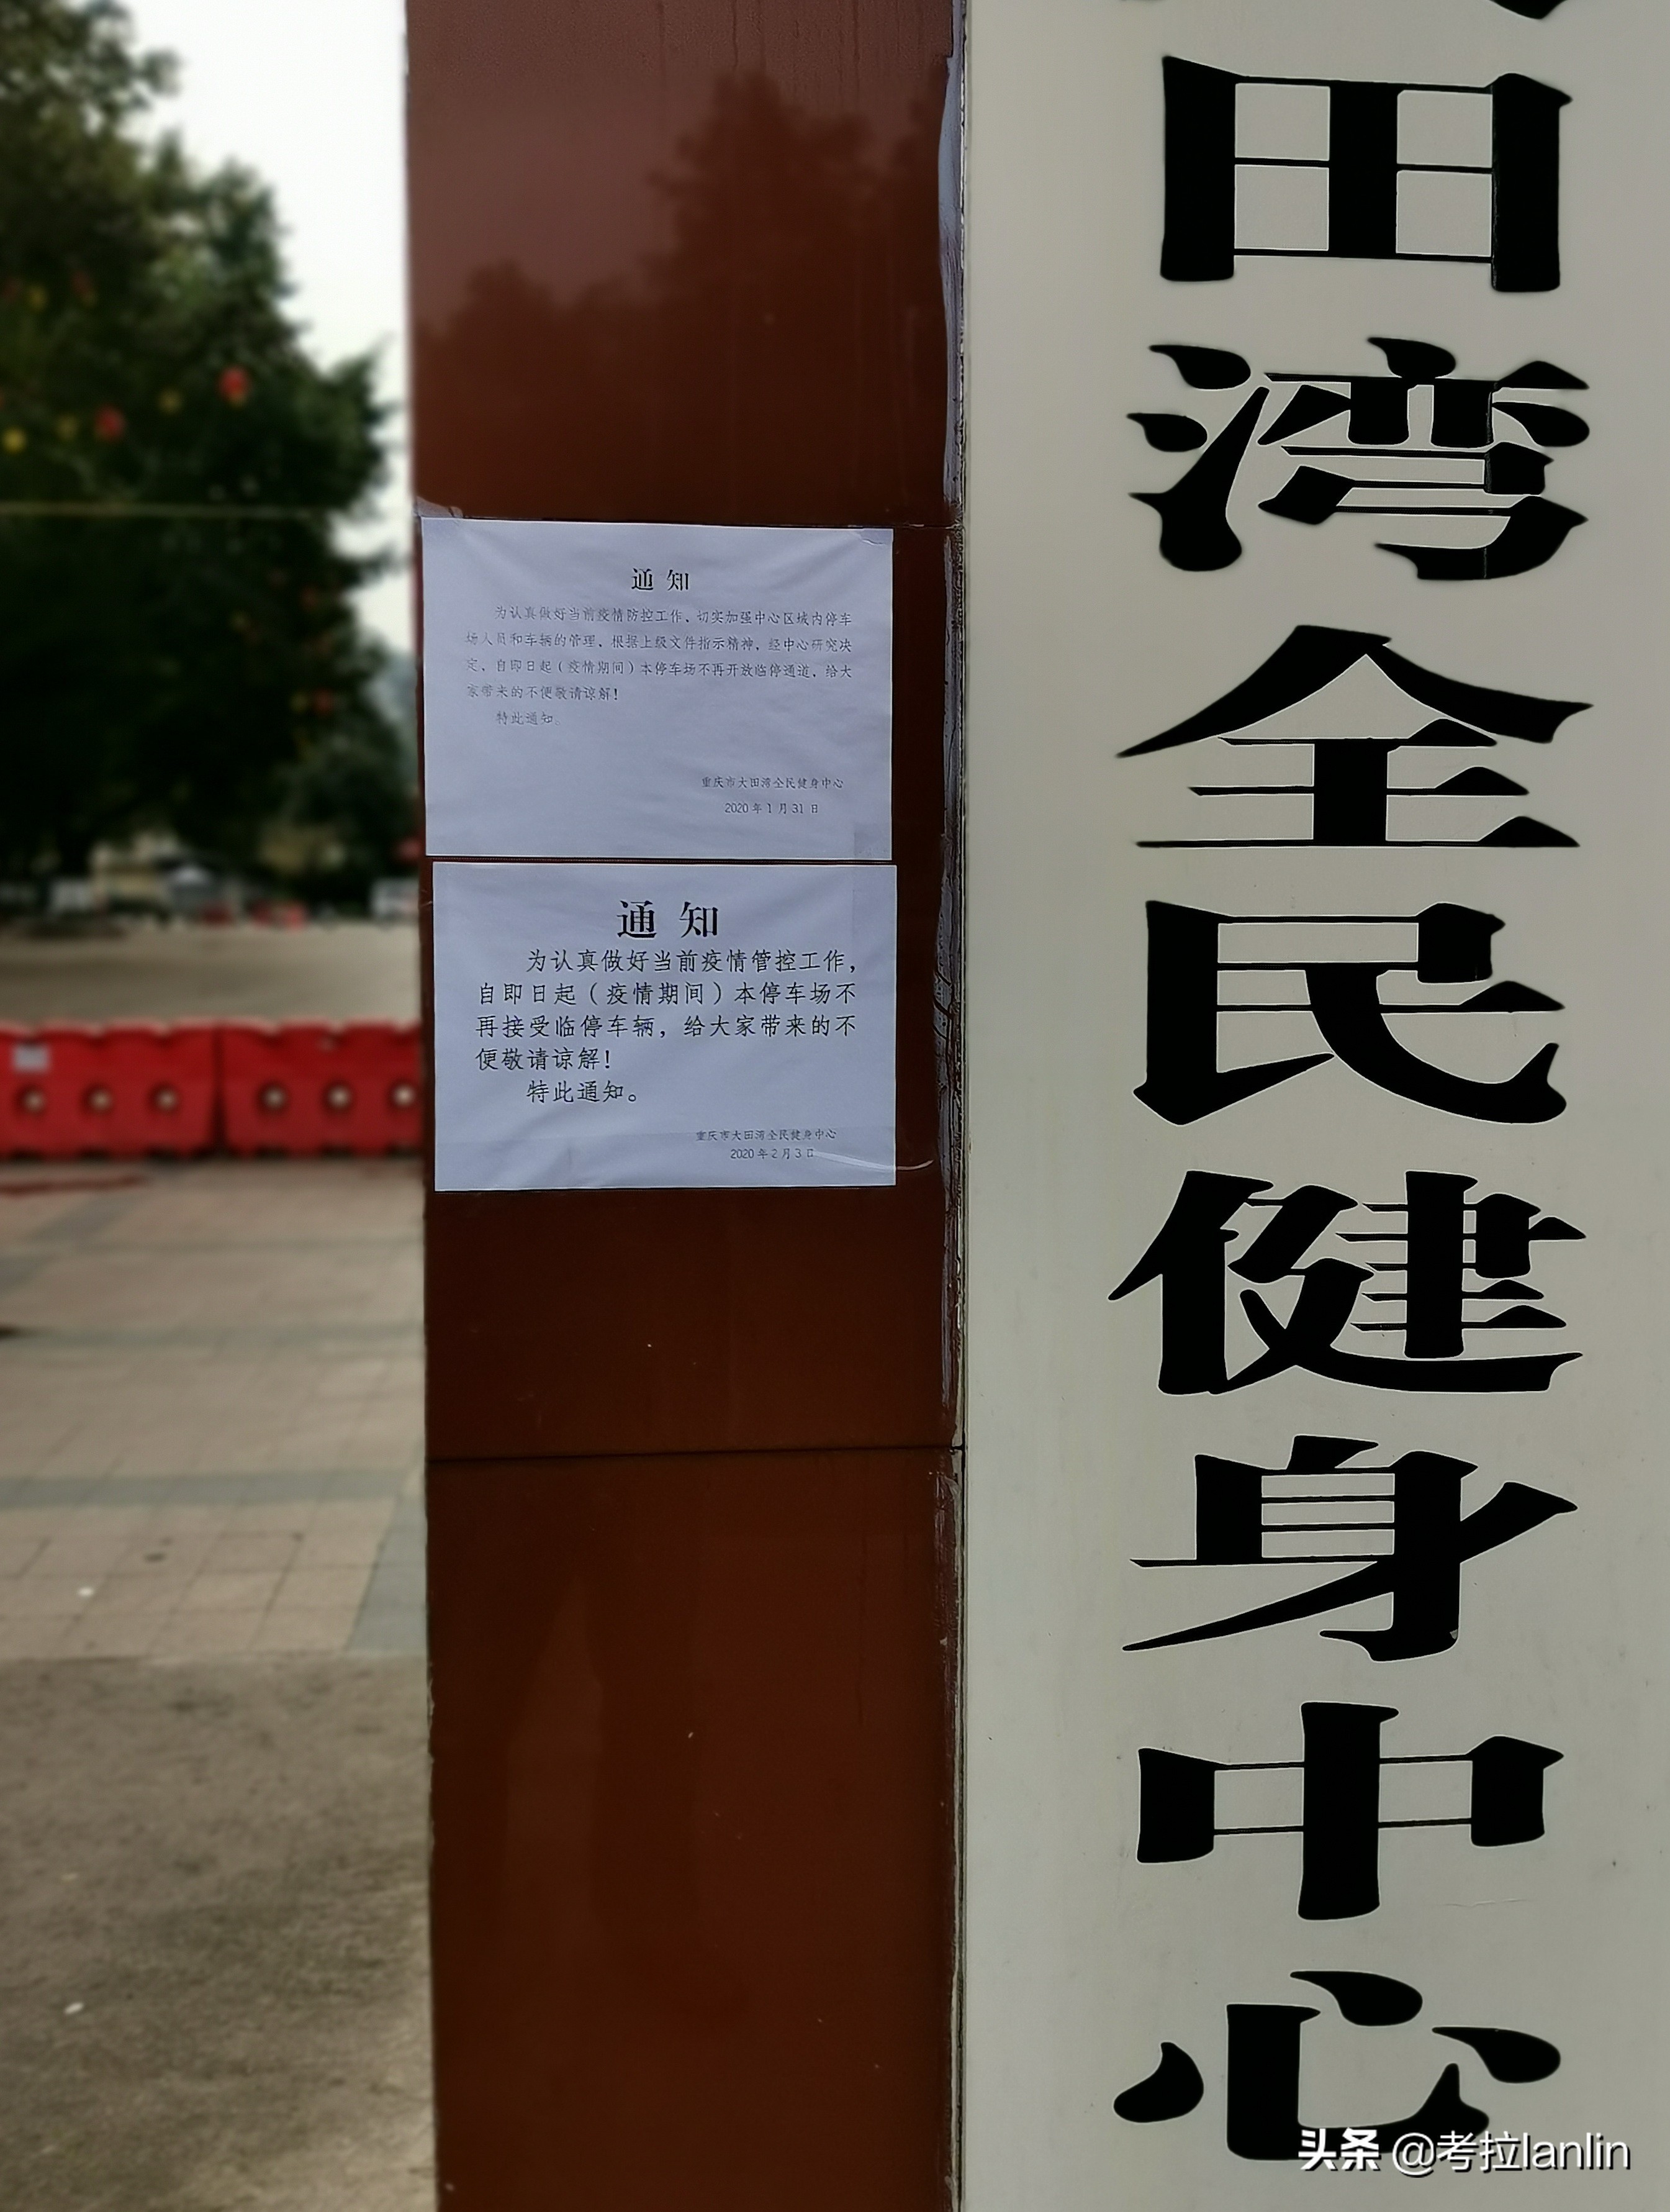 通知
为认真做好当前疫情防控工作，切实加强中心区域内停车
场人员和车辆的管理，根据上级文件指示精神，经中心研究决
定，自即日起（疫情期间）本停车场不再开放临停通道，给大
家带来的不便敬请谅解！
特此通知。
重庆市大田湾全民健身中心
2020年1月31日
通知
为认真做好当前疫情管控工作，
自即日起（疫情期间）本停车场不
再接受临停车辆，给大家带来的不
便敬请谅解！
特此通知。
重庆市大田湾全民健身中心
2020年2月3日
田湾全民健身中心
头条 @考拉lanlin